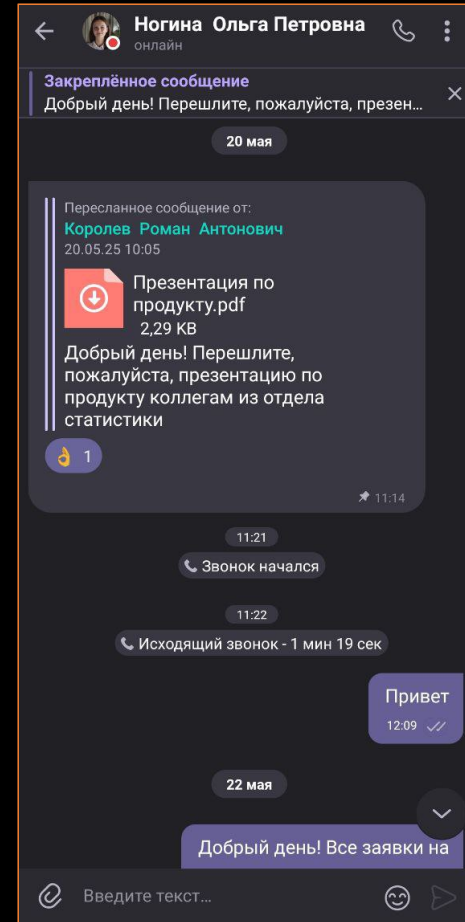 Ногина Ольга Петровна
онлайн
Закреплённое сообщение
Добрый день! Перешлите, пожалуйста, презен...
20 мая
Пересланное сообщение от:
Королев Роман Антонович
20.05.25 10:05
Презентация по
продукту.pdf
2,29 KB
Добрый день! Перешлите,
пожалуйста, презентацию по
продукту коллегам из отдела
статистики
1
11:14
11:21
Звонок начался
11:22
Исходящий звонок - 1 мин 19 сек
Привет
12:09
22 мая
Добрый день! Все заявки на
Введите текст...